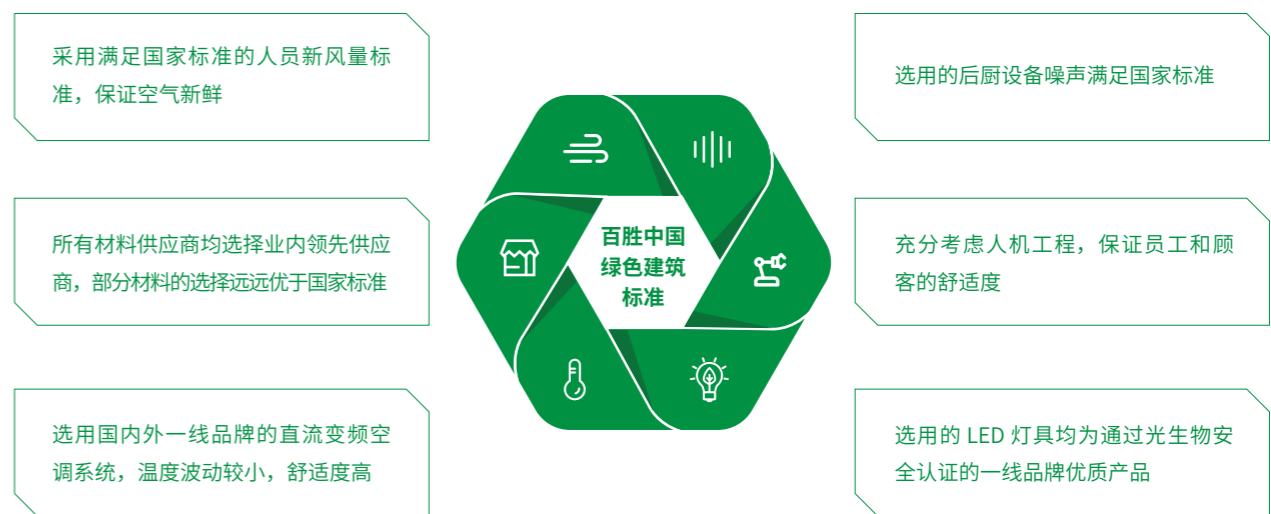 采用满足国家标准的人员新风量标
准，保证空气新鲜
选用的后厨设备噪声满足国家标准
所有材料供应商均选择业内领先供应
商，部分材料的选择远远优于国家标准
百胜中国
绿色建筑
标准
充分考虑人机工程，保证员工和顾
客的舒适度
选用国内外一线品牌的直流变频空
调系统，温度波动较小，舒适度高
选用的 LED 灯具均为通过光生物安
全认证的一线品牌优质产品